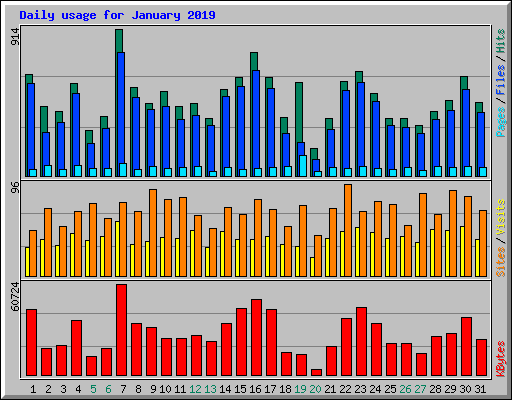 Daily usage for January 2019
914
Pages / Files / Hits
96
Sites / Visits
60724
KBytes
1 2 3 4 5 6 7 8 9 10 11 12 13 14 15 16 17 18 19 20 21 22 23 24 25 26 27 28 29 30 31